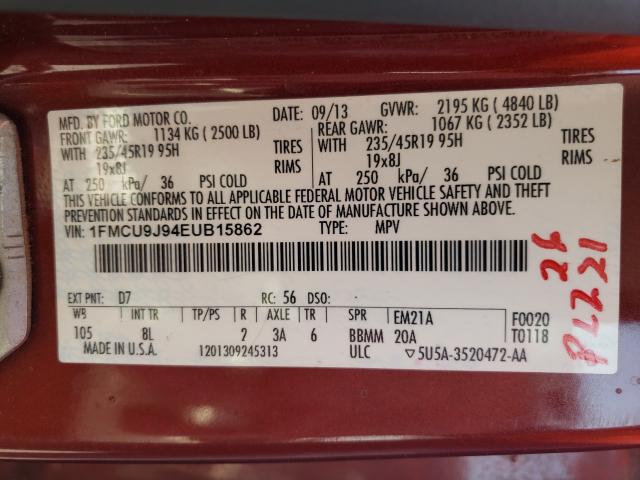 MFD. BY FORD MOTOR CO. DATE: 09/13 GVWR: 2195 KG ( 4840 LB)
FRONT GAWR: 1134 KG ( 2500 LB) REAR GAWR: 1067 KG ( 2352 LB)
WITH 235/45R19 95H TIRES WITH 235/45R19 95H TIRES
19x8J RIMS 19x8J RIMS
AT 250 kPa/ 36 PSI COLD AT 250 kPa/ 36 PSI COLD
THIS VEHICLE CONFORMS TO ALL APPLICABLE FEDERAL MOTOR VEHICLE SAFETY AND THEFT
PREVENTION STANDARDS IN EFFECT ON THE DATE OF MANUFACTURE SHOWN ABOVE.
VIN: 1FMCU9J94EUB15862 TYPE: MPV
EXT PNT: D7 RC: 56 DSO:
WB INT TR TP/PS R AXLE TR SPR EM21A F0020
105 8L 2 3A 6 BBMM 20A T0118
MADE IN U.S.A. 1201309245313 ULC ▽5U5A-3520472-AA